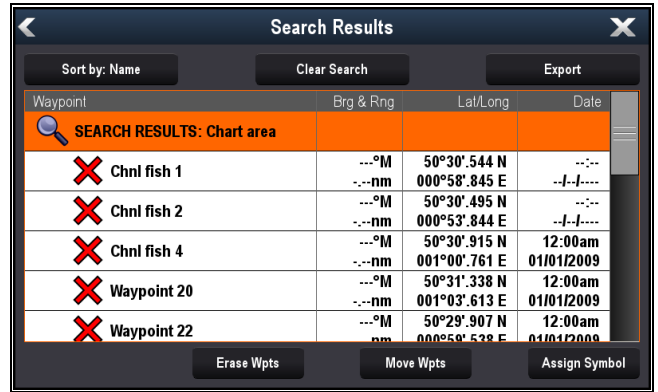 Search Results
Sort by: Name Clear Search Export
Waypoint Brg & Rng Lat/Long Date
SEARCH RESULTS: Chart area
Chnl fish 1 ---°M 50°30'.544 N --:--
-.--nm 000°58'.845 E --/--/----
Chnl fish 2 ---°M 50°30'.495 N --:--
-.--nm 000°53'.844 E --/--/----
Chnl fish 4 ---°M 50°30'.915 N 12:00am
-.--nm 001°00'.761 E 01/01/2009
Waypoint 20 ---°M 50°31'.338 N 12:00am
-.--nm 001°03'.613 E 01/01/2009
Waypoint 22 ---°M 50°29'.907 N 12:00am
-.--nm 000°59'.538 E 01/01/2009
Erase Wpts Move Wpts Assign Symbol